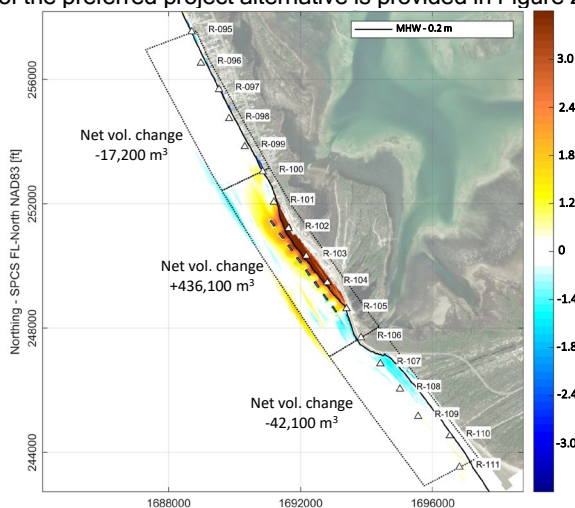 of the preferred project alternative is provided in Figure 2
MHW - 0.2 m
R-095
R-096
R-097
R-098
R-099
R-100
R-101
R-102
R-103
R-104
R-105
R-106
R-107
R-108
R-109
R-110
R-111
Net vol. change
-17,200 m³
Net vol. change
+436,100 m³
Net vol. change
-42,100 m³
Northing - SPCS FL-North NAD83 [ft]
256000
252000
248000
244000
1688000
1692000
1696000
3.0
2.4
1.8
1.2
0
-1.2
-1.8
-2.4
-3.0